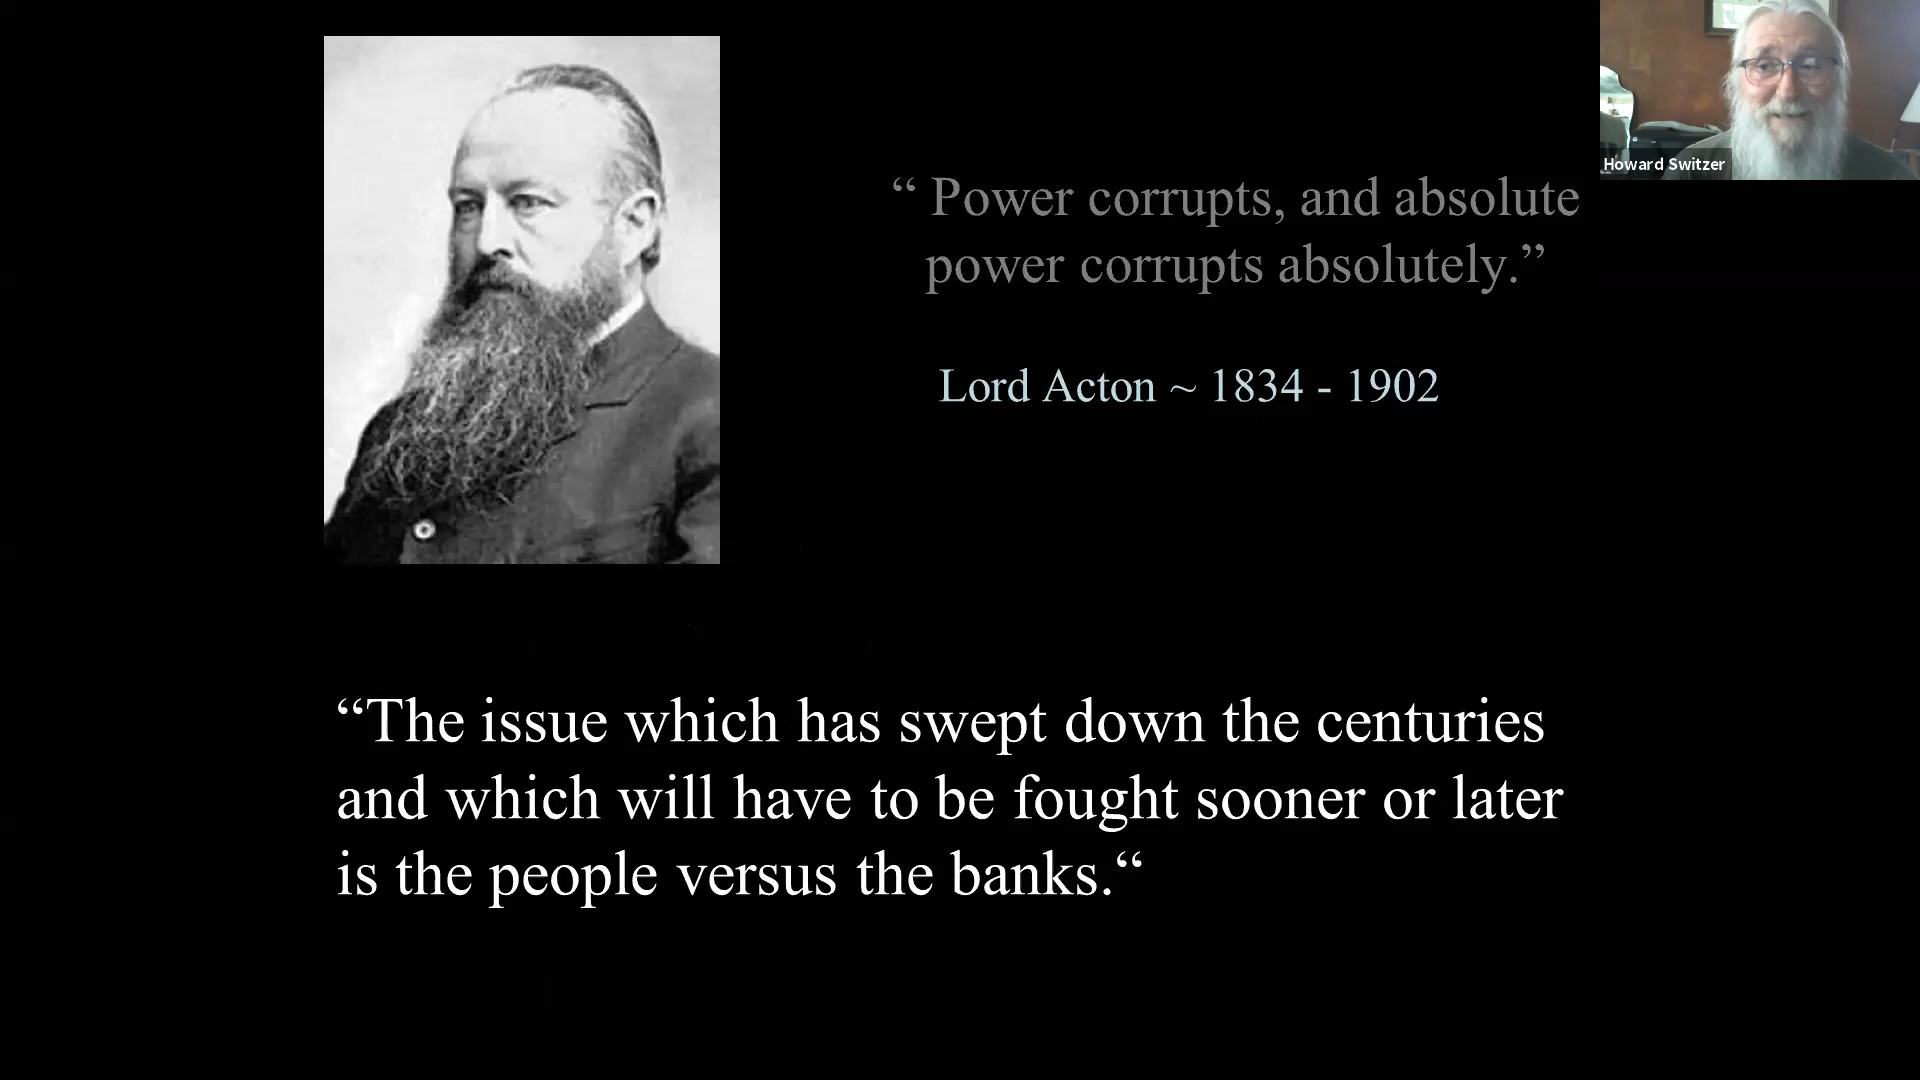 Howard Switzer
“ Power corrupts, and absolute
power corrupts absolutely.”
Lord Acton ~ 1834 - 1902
“The issue which has swept down the centuries
and which will have to be fought sooner or later
is the people versus the banks.“